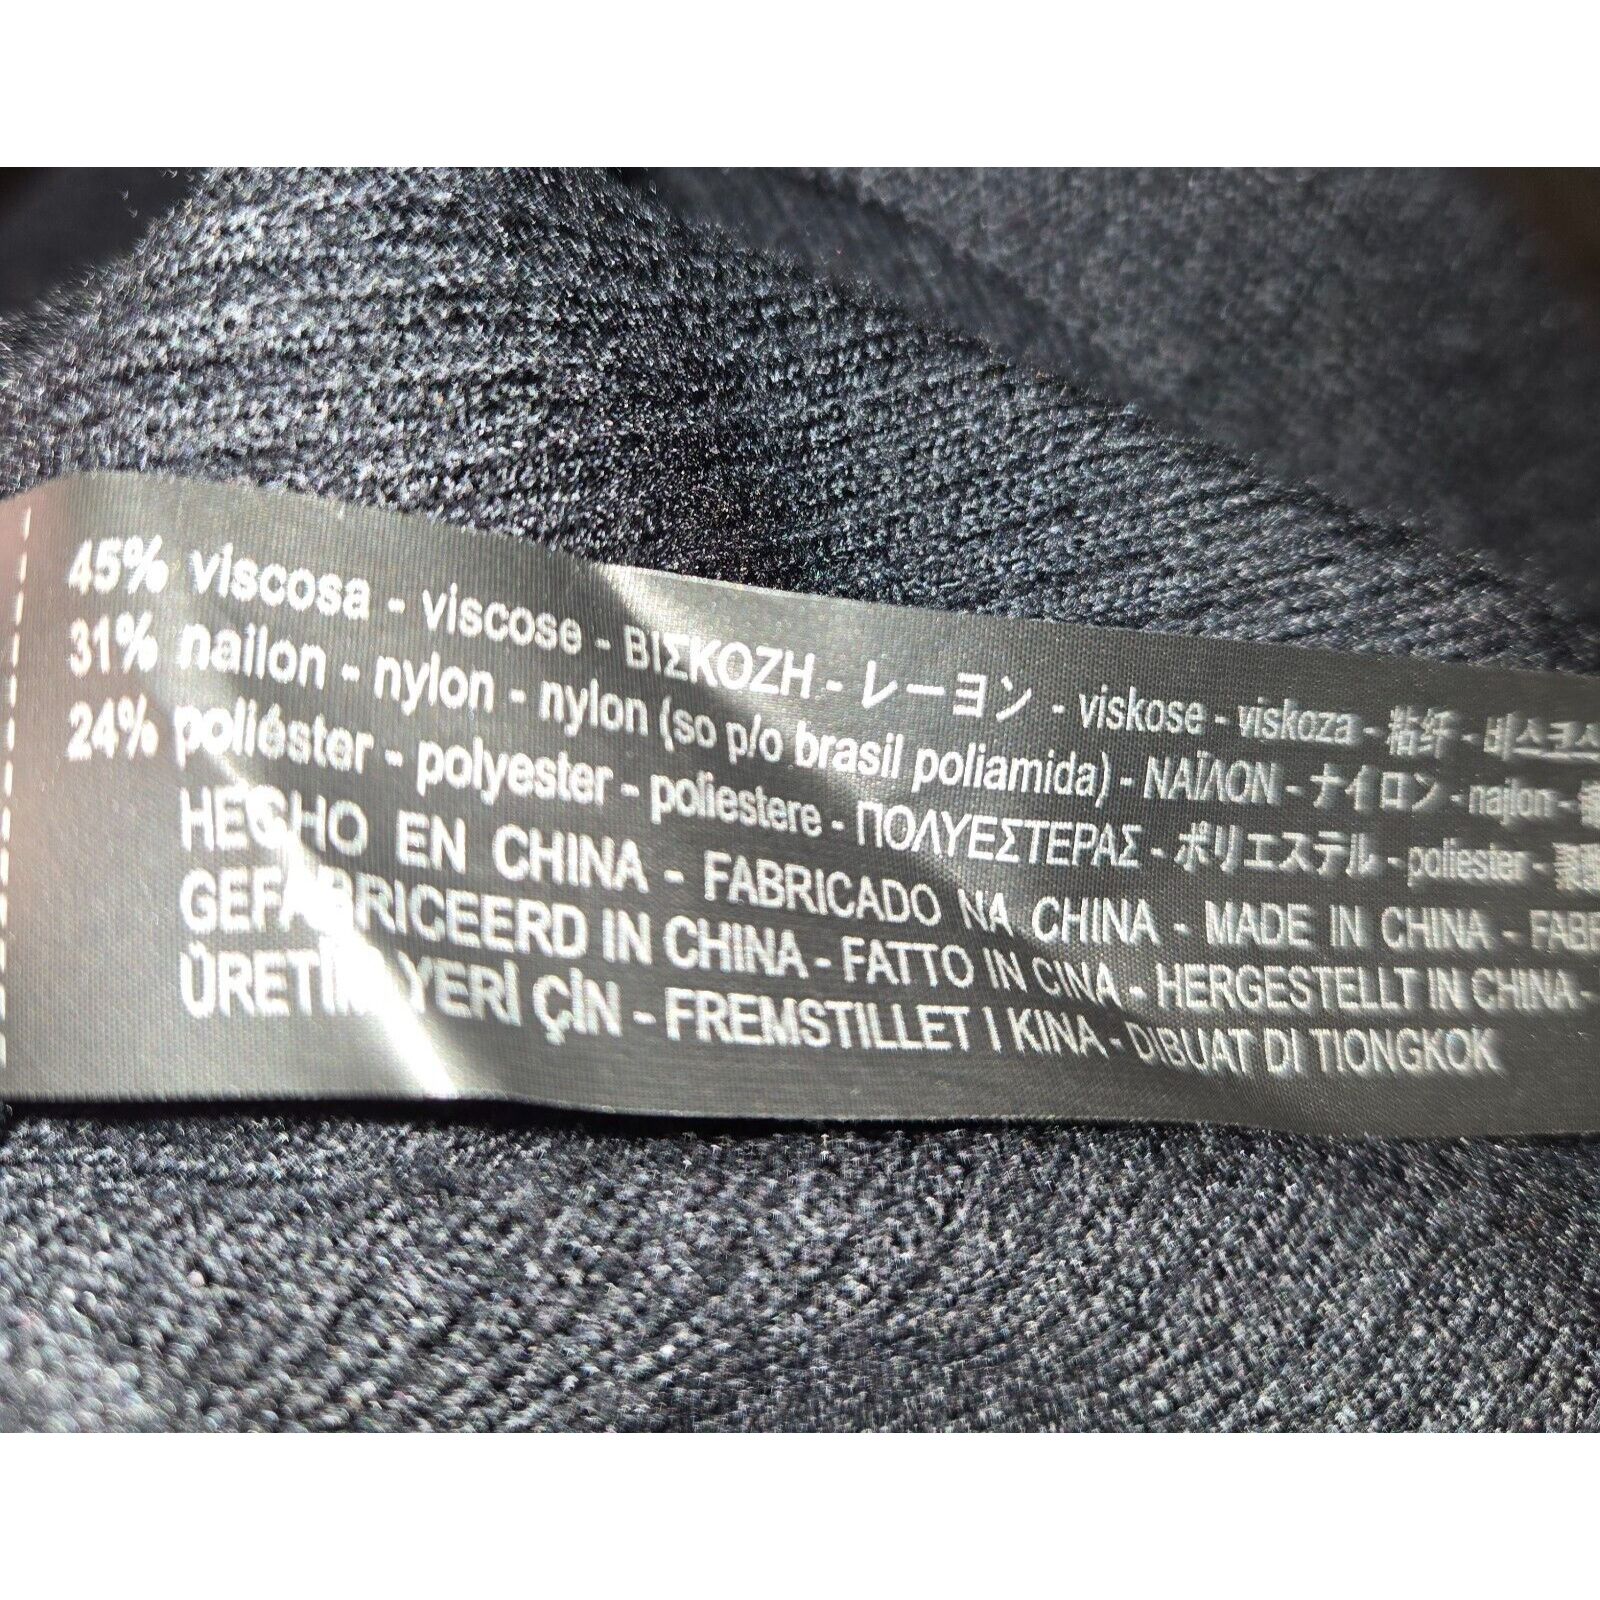 45% viscosa - viscose - ΒΙΣΚΟΖΗ - レーヨン - viskose - viskoza - 粘纤 - 비스코스
31% nailon - nylon - nylon (so p/o brasil poliamida) - ΝΑΪΛΟΝ - ナイロン - najlon -
24% poliéster - polyester - poliestere - ΠΟΛΥΕΣΤΕΡΑΣ - ポリエステル - poliester -
HECHO EN CHINA - FABRICADO NA CHINA - MADE IN CHINA -
GEFABRICEERD IN CHINA - FATTO IN CINA - HERGESTELLT IN CHINA -
ÜRETİM YERİ ÇİN - FREMSTILLET I KINA - DIBUAT DI TIONGKOK